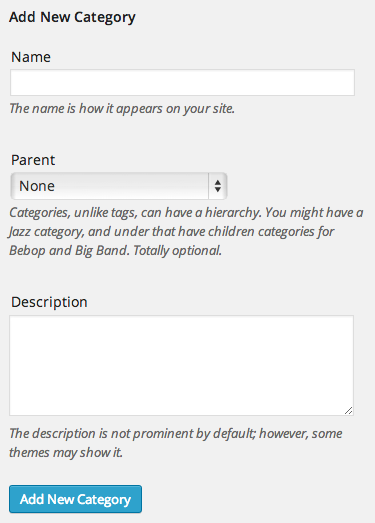 Add New Category
Name
The name is how it appears on your site.
Parent
None
Categories, unlike tags, can have a hierarchy. You might have a
Jazz category, and under that have children categories for
Bebop and Big Band. Totally optional.
Description
The description is not prominent by default; however, some
themes may show it.
Add New Category